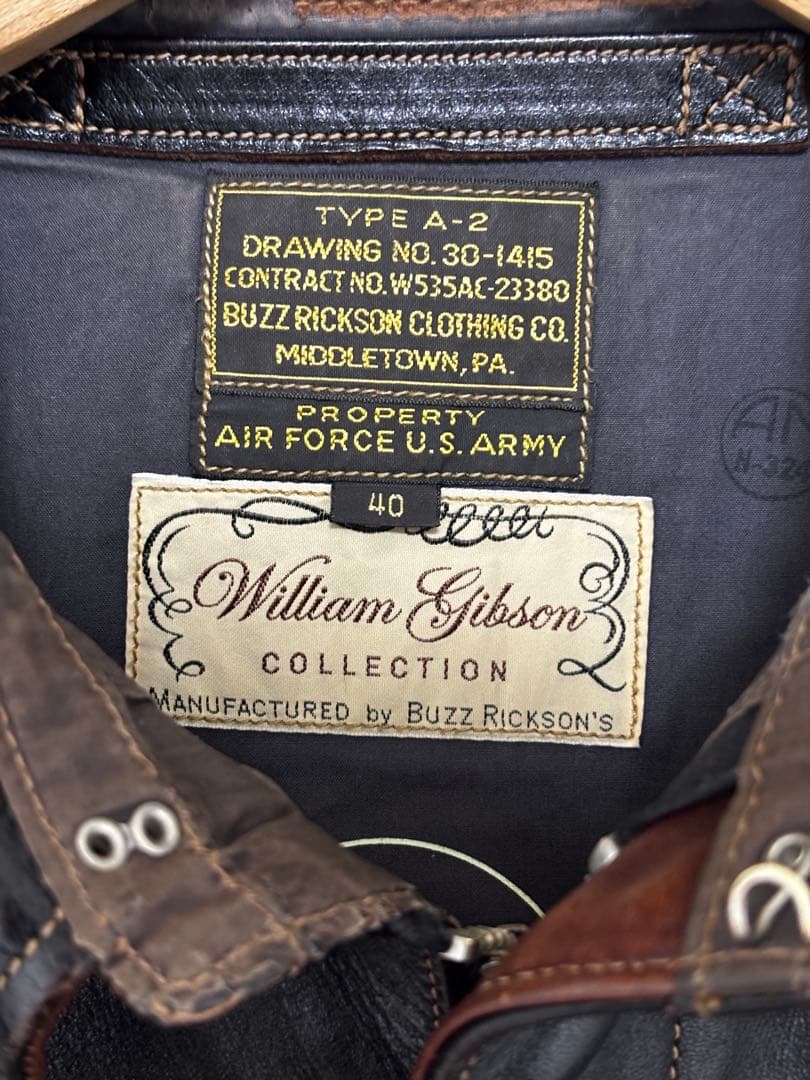 TYPE A-2
DRAWING NO. 30-1415
CONTRACT NO. W535AC-23380
BUZZ RICKSON CLOTHING CO.
MIDDLETOWN, PA.
PROPERTY
AIR FORCE U.S. ARMY
40
William Gibson
COLLECTION
MANUFACTURED by BUZZ RICKSON'S